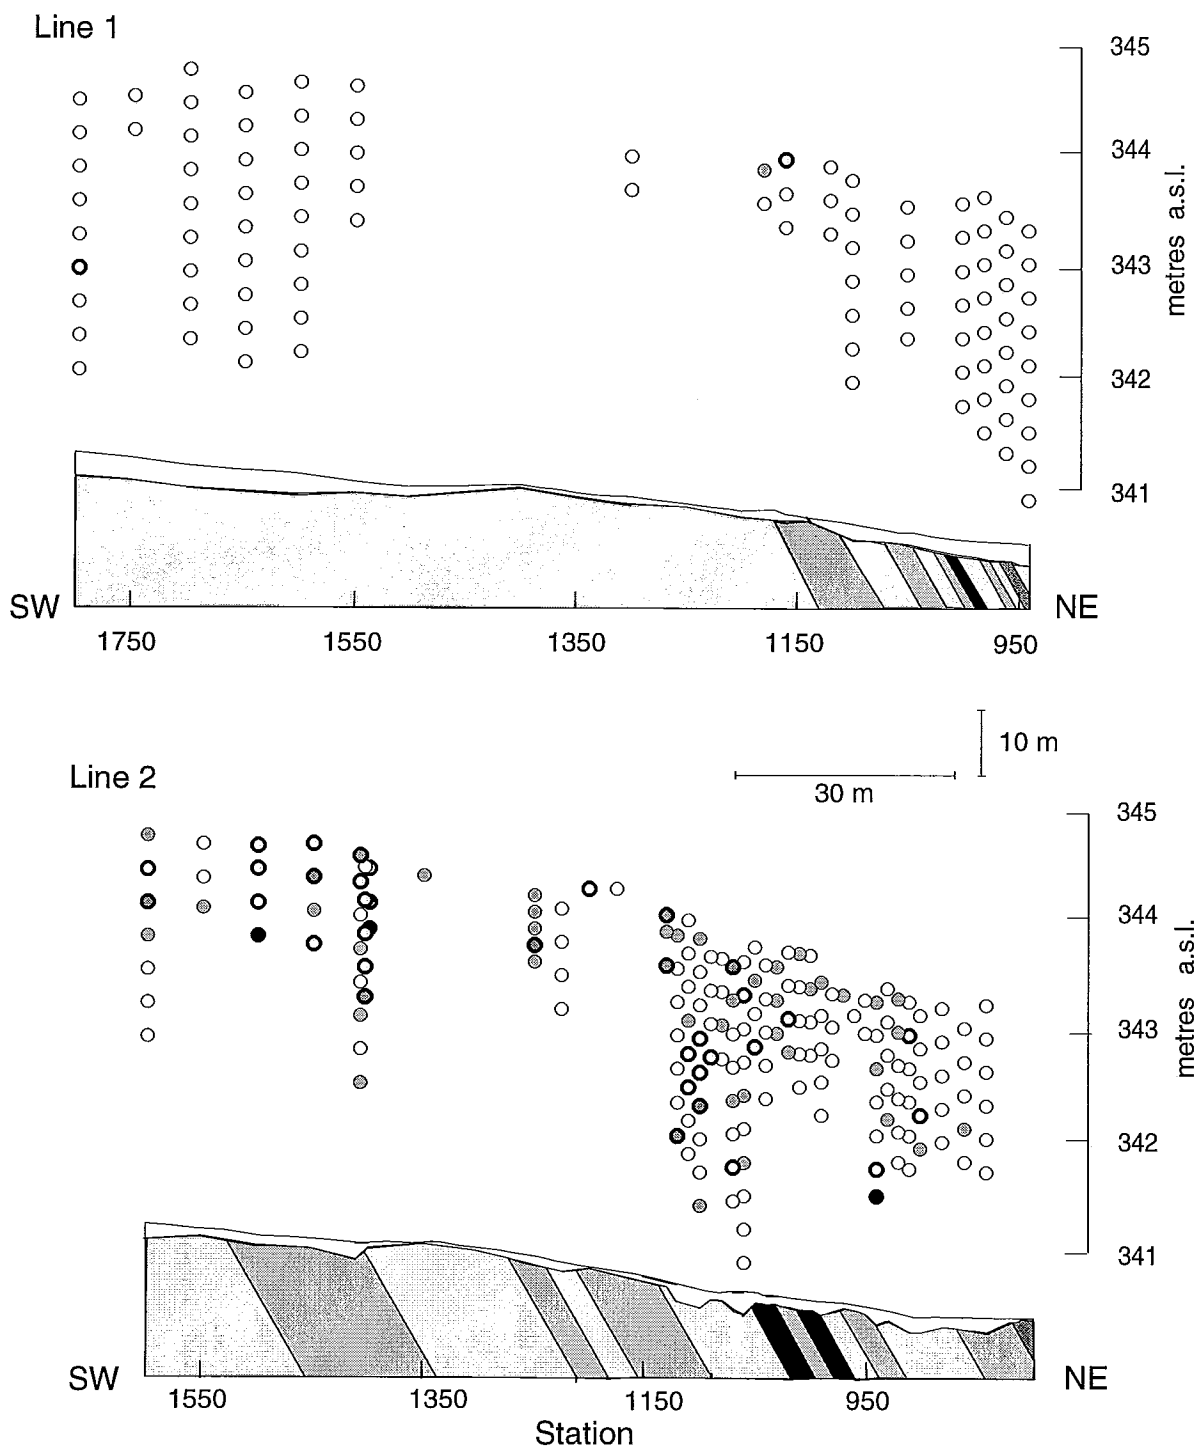 Line 1
345
344
343
342
341
metres a.s.l.
SW
NE
1750 1550 1350 1150 950
10 m
30 m
Line 2
345
344
343
342
341
metres a.s.l.
SW
NE
1550 1350 1150 950
Station